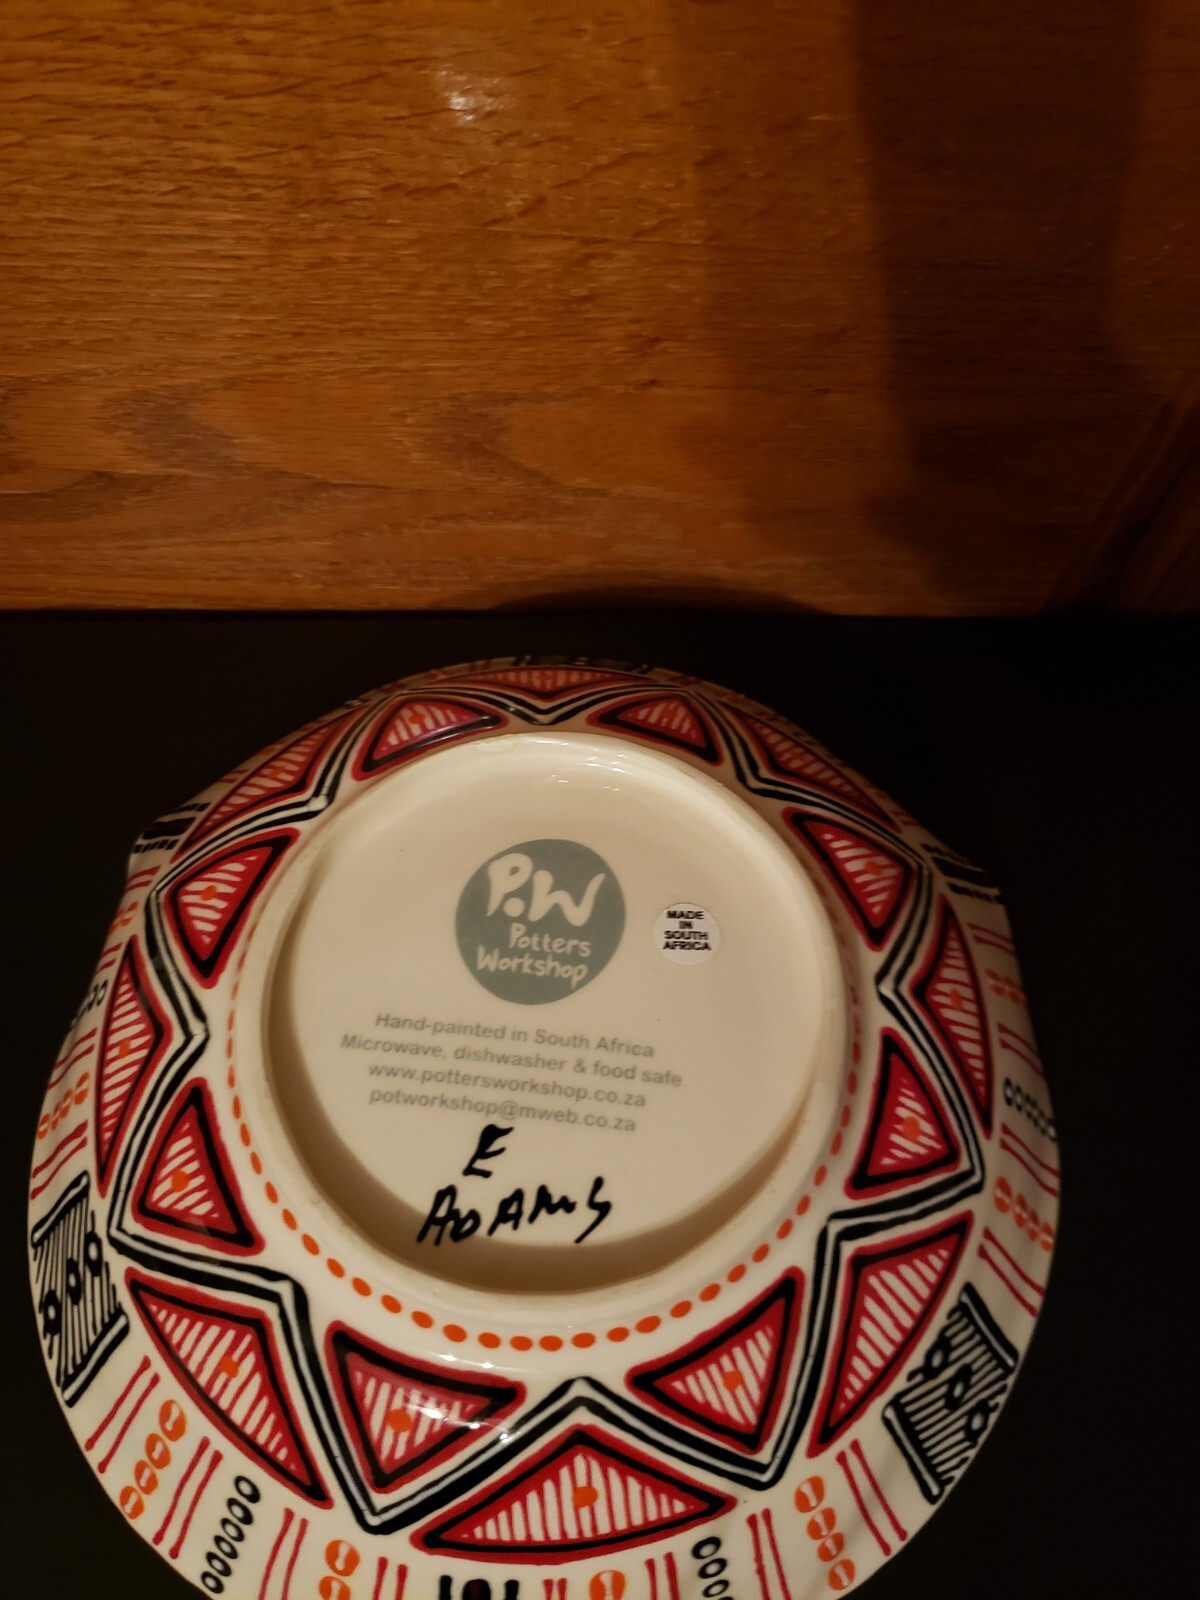 P.W
Potters
Workshop
MADE
IN
SOUTH
AFRICA
Hand-painted in South Africa
Microwave, dishwasher & food safe
www.pottersworkshop.co.za
potworkshop@mweb.co.za
E
ADAMS